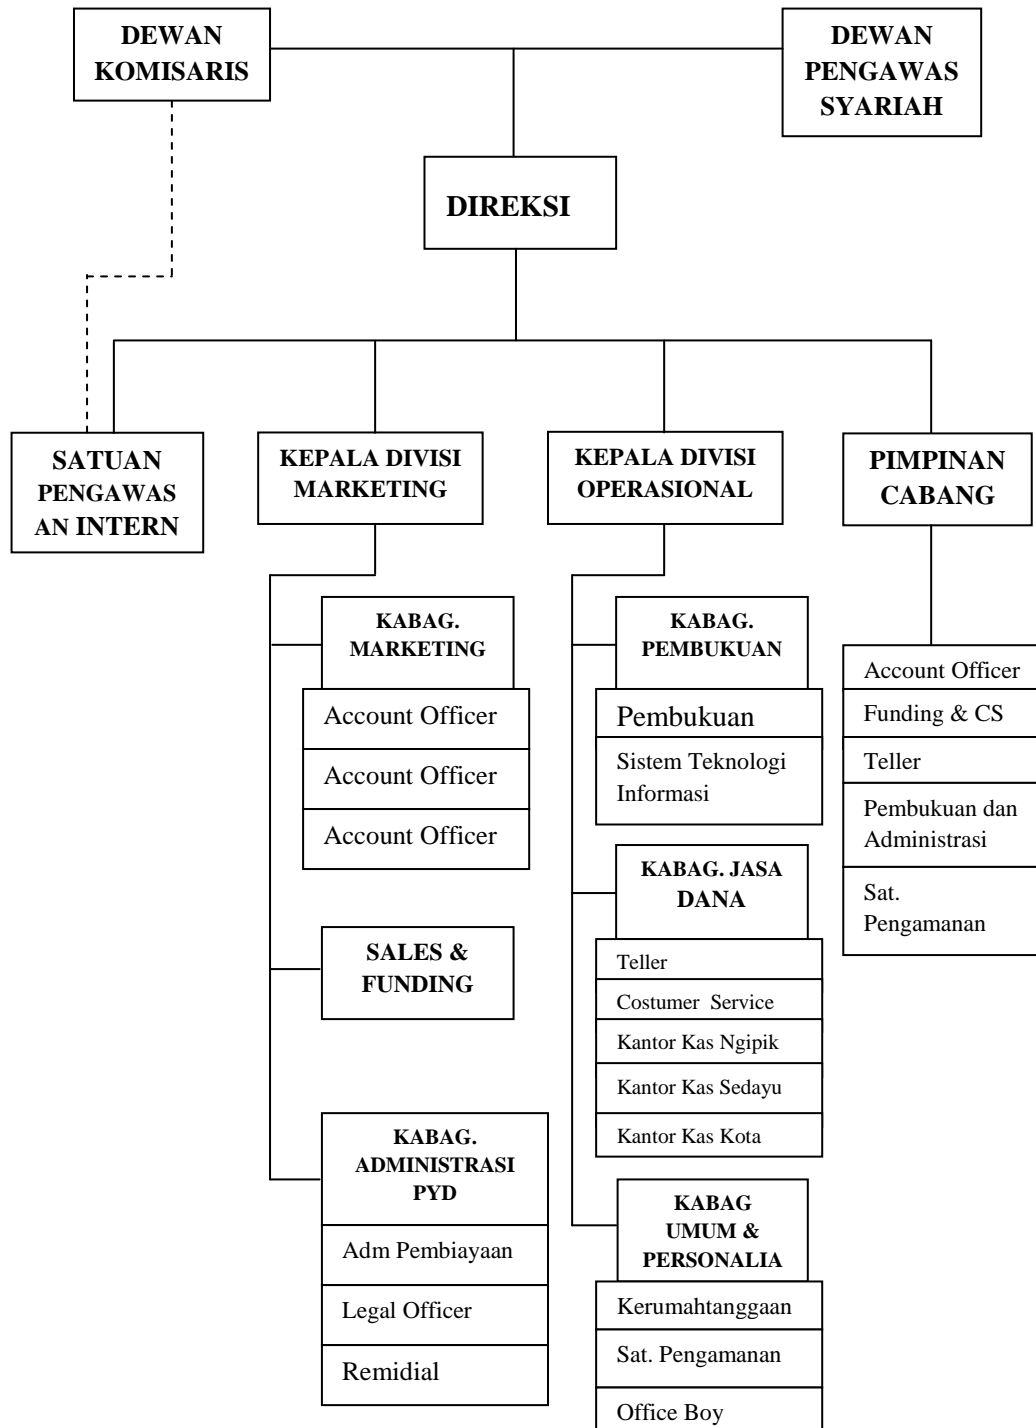 DEWAN
KOMISARIS
DEWAN
PENGAWAS
SYARIAH
DIREKSI
SATUAN
PENGAWAS
AN INTERN
KEPALA DIVISI
MARKETING
KEPALA DIVISI
OPERASIONAL
PIMPINAN
CABANG
KABAG.
MARKETING
Account Officer
Account Officer
Account Officer
SALES &
FUNDING
KABAG.
ADMINISTRASI
PYD
Adm Pembiayaan
Legal Officer
Remidial
KABAG.
PEMBUKUAN
Pembukuan
Sistem Teknologi
Informasi
KABAG. JASA
DANA
Teller
Costumer  Service
Kantor Kas Ngipik
Kantor Kas Sedayu
Kantor Kas Kota
KABAG
UMUM &
PERSONALIA
Kerumahtanggaan
Sat. Pengamanan
Office Boy
Account Officer
Funding & CS
Teller
Pembukuan dan
Administrasi
Sat.
Pengamanan